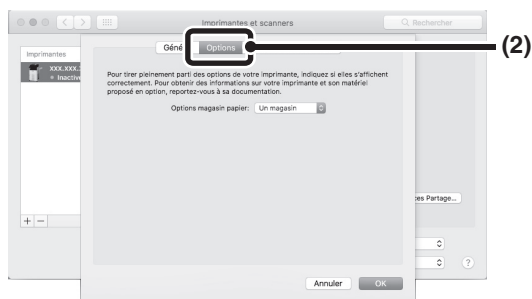 Imprimantes et scanners
Rechercher
Imprimantes
Géné
Options
(2)
XXX.XXX.
Inactive
Pour tirer pleinement parti des options de votre imprimante, indiquez si elles s'affichent
correctement. Pour obtenir des informations sur votre imprimante et son matériel
proposé en option, reportez-vous à sa documentation.
Options magasin papier: Un magasin
ces Partage...
+ −
?
Annuler OK